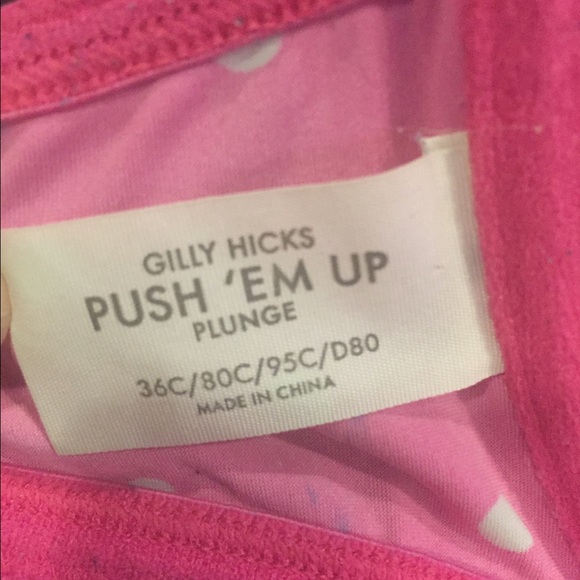 GILLY HICKS
PUSH 'EM UP
PLUNGE
36C/80C/95C/D80
MADE IN CHINA